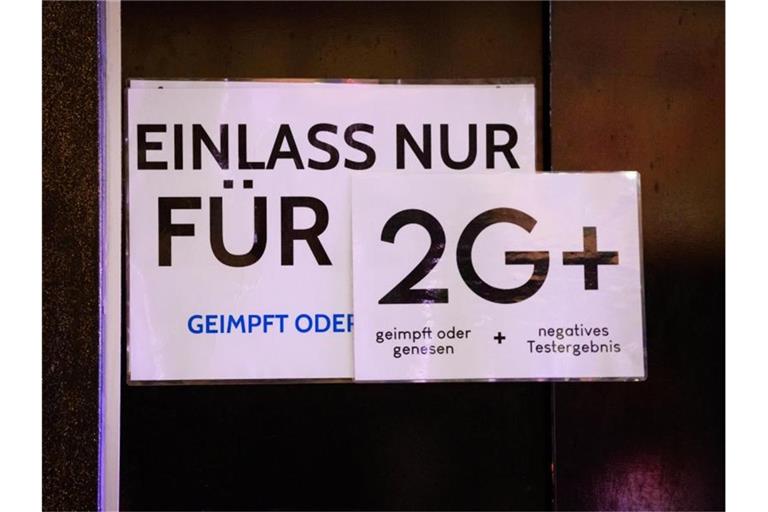 EINLASS NUR
FÜR
GEIMPFT ODER
2G+
geimpft oder
genesen
+
negatives
Testergebnis